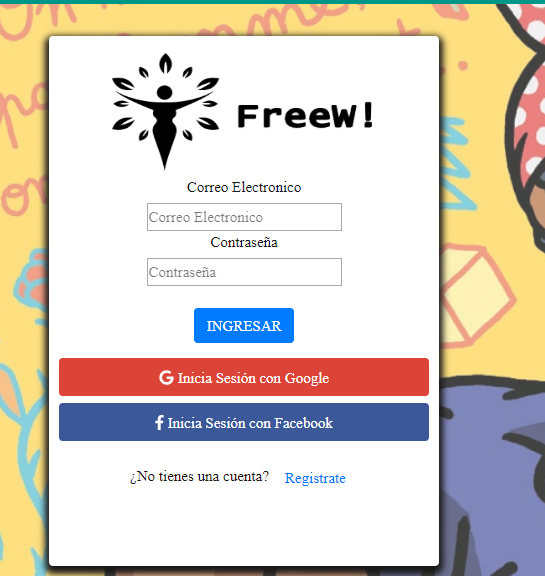 FreeW!
Correo Electronico
Correo Electronico
Contraseña
Contraseña
INGRESAR
G Inicia Sesión con Google
f Inicia Sesión con Facebook
¿No tienes una cuenta? Registrate